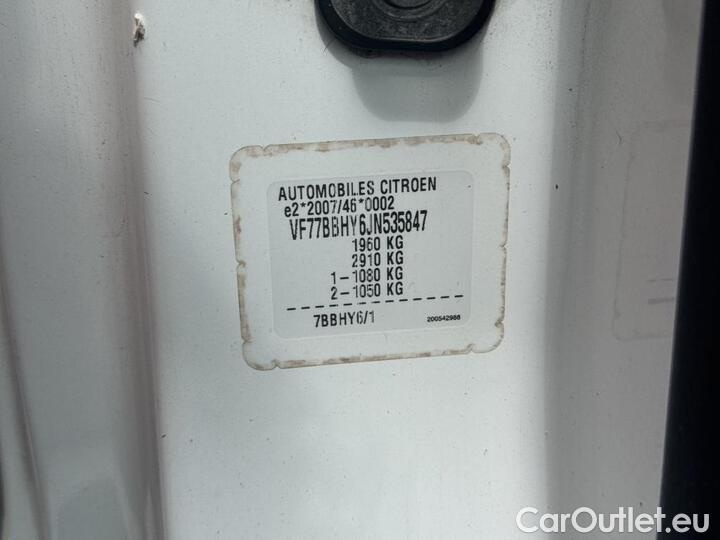 AUTOMOBILES CITROEN
e2*2007/46*0002
VF77BBHY6JN535847
1960 KG
2910 KG
1-1080 KG
2-1050 KG
7BBHY6/1
200542988
CarOutlet.eu